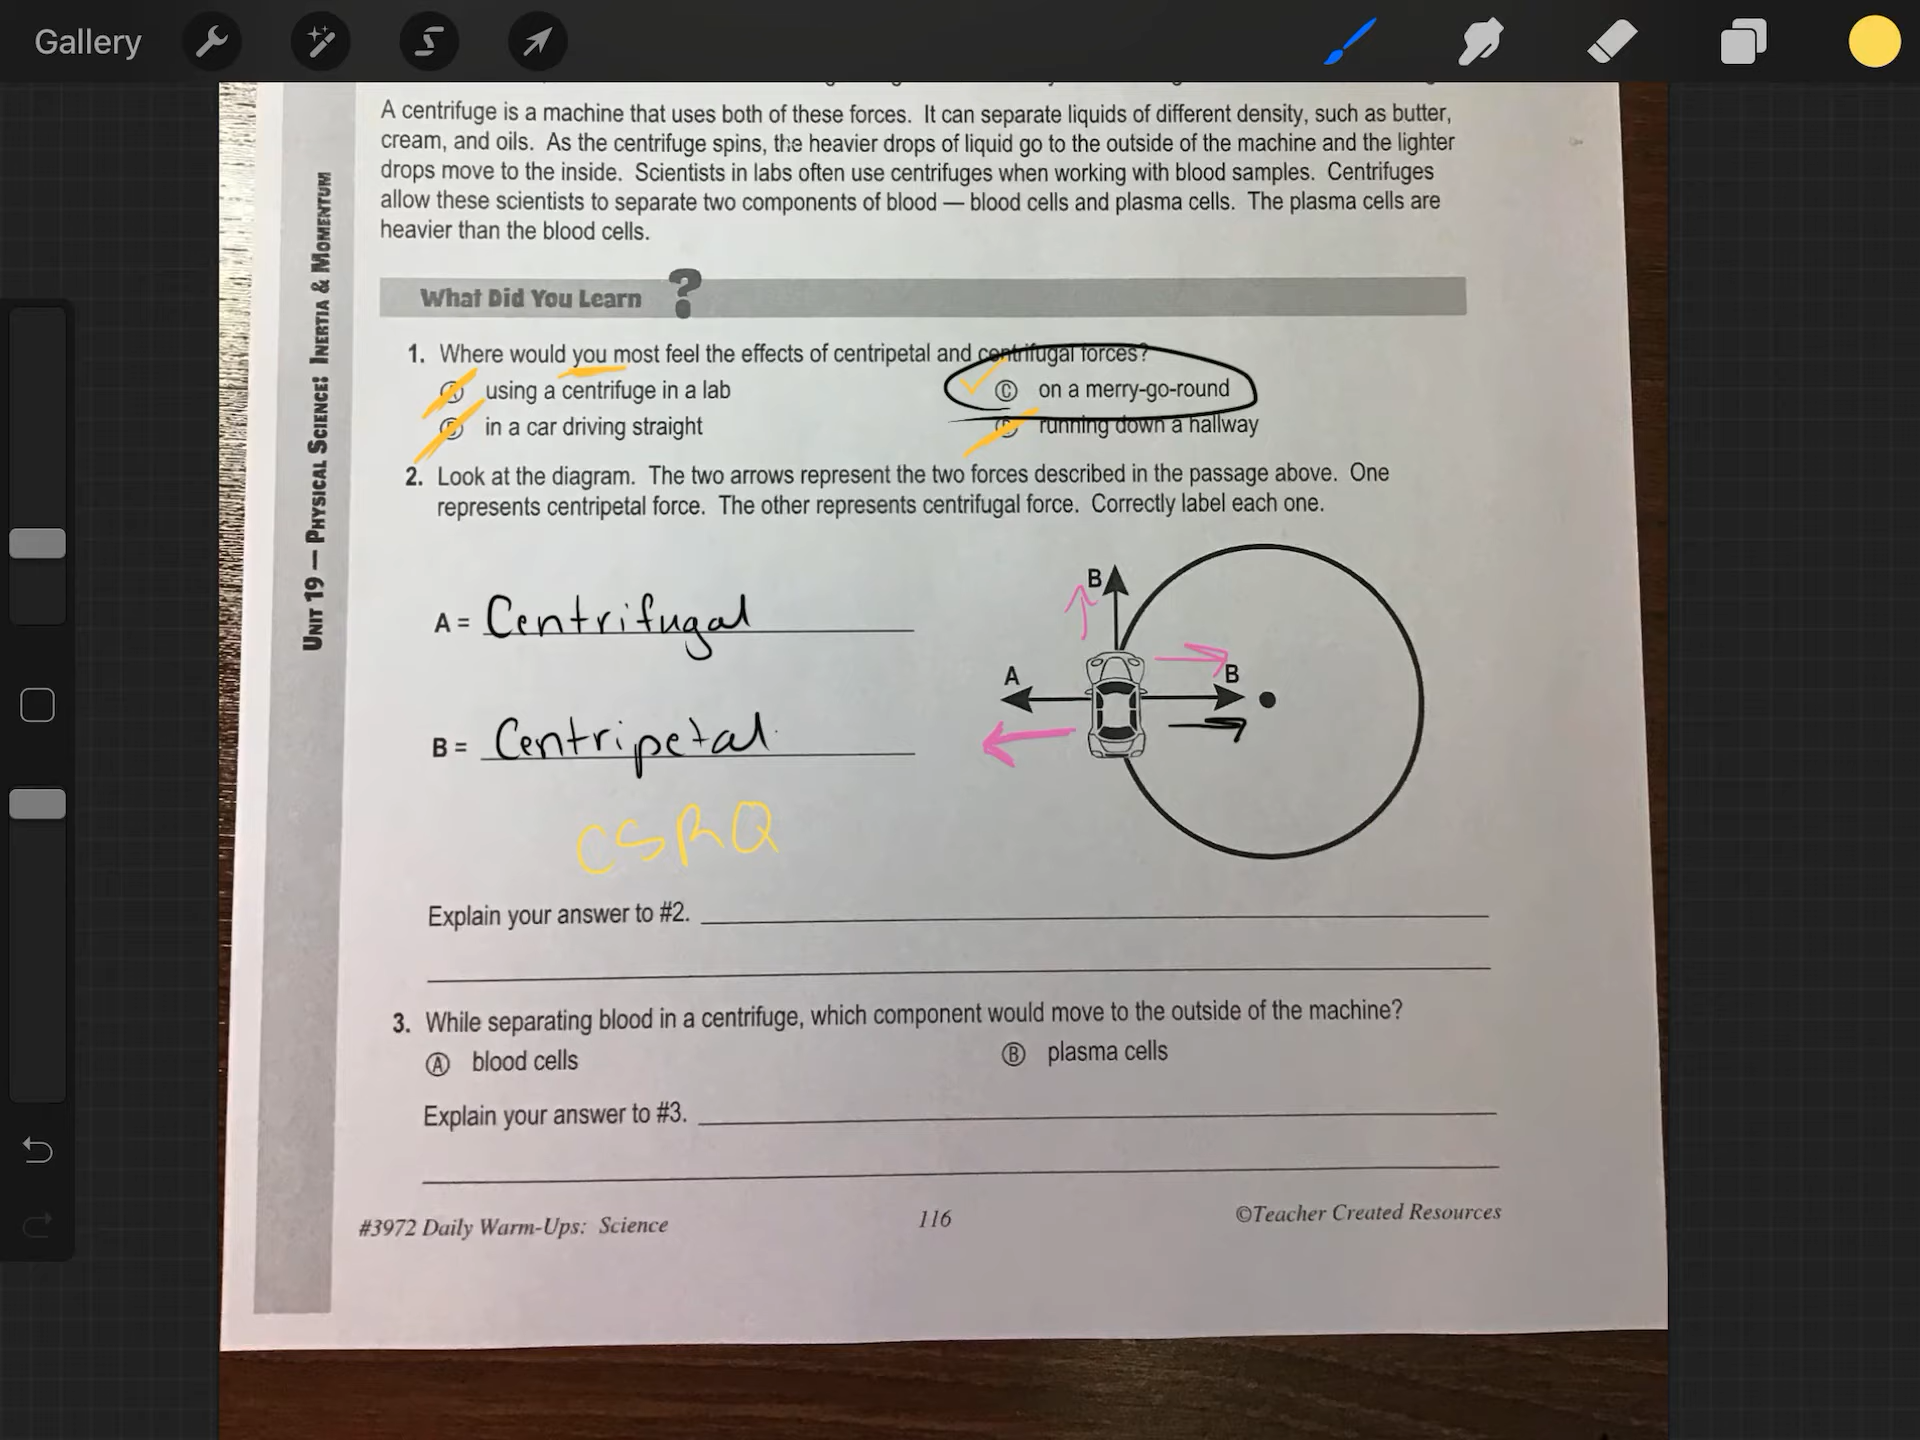 Gallery
A centrifuge is a machine that uses both of these forces. It can separate liquids of different density, such as butter,
cream, and oils. As the centrifuge spins, the heavier drops of liquid go to the outside of the machine and the lighter
drops move to the inside. Scientists in labs often use centrifuges when working with blood samples. Centrifuges
allow these scientists to separate two components of blood — blood cells and plasma cells. The plasma cells are
heavier than the blood cells.
UNIT 19 — PHYSICAL SCIENCE: INERTIA & MOMENTUM
What Did You Learn ?
1. Where would you most feel the effects of centripetal and centrifugal forces?
Ⓐ using a centrifuge in a lab
Ⓒ on a merry-go-round
Ⓑ in a car driving straight
Ⓓ running down a hallway
2. Look at the diagram. The two arrows represent the two forces described in the passage above. One
represents centripetal force. The other represents centrifugal force. Correctly label each one.
A = Centrifugal
B = Centripetal
B
A
B
CSRQ
Explain your answer to #2.
3. While separating blood in a centrifuge, which component would move to the outside of the machine?
Ⓐ blood cells
Ⓑ plasma cells
Explain your answer to #3.
#3972 Daily Warm-Ups: Science
116
©Teacher Created Resources